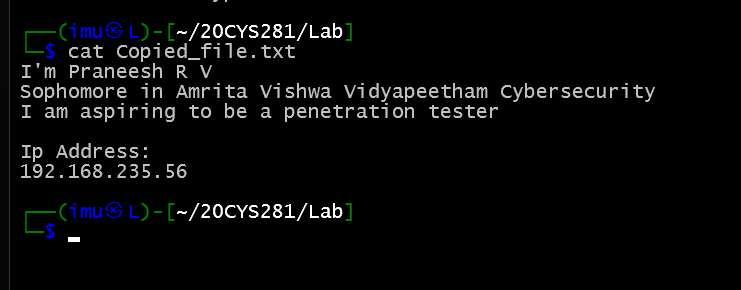 ┌──(imu㉿L)-[~/20CYS281/Lab]
└─$ cat Copied_file.txt
I'm Praneesh R V
Sophomore in Amrita Vishwa Vidyapeetham Cybersecurity
I am aspiring to be a penetration tester

Ip Address:
192.168.235.56

┌──(imu㉿L)-[~/20CYS281/Lab]
└─$